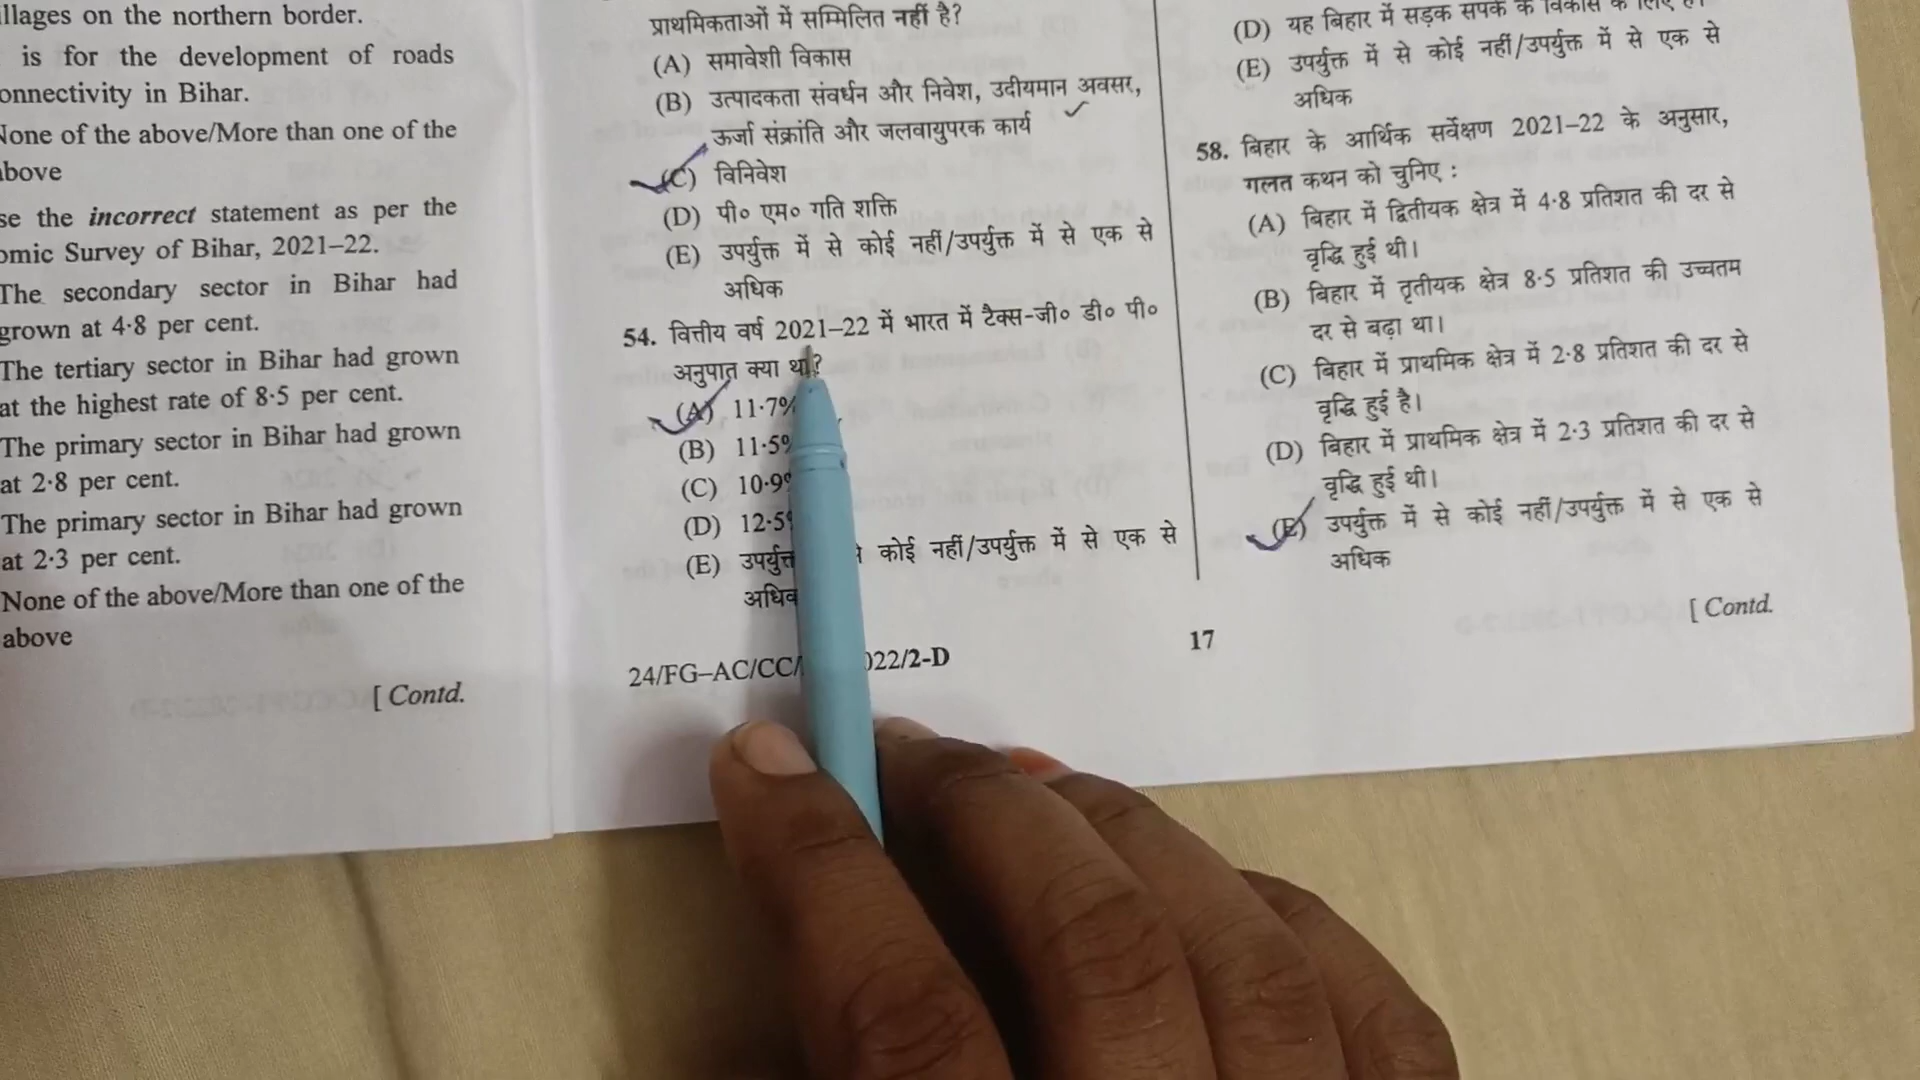 illages on the northern border.
is for the development of roads
onnectivity in Bihar.
None of the above/More than one of the
above
se the incorrect statement as per the
omic Survey of Bihar, 2021–22.
The secondary sector in Bihar had
grown at 4·8 per cent.
The tertiary sector in Bihar had grown
at the highest rate of 8·5 per cent.
The primary sector in Bihar had grown
at 2·8 per cent.
The primary sector in Bihar had grown
at 2·3 per cent.
None of the above/More than one of the
above
[ Contd.
प्राथमिकताओं में सम्मिलित नहीं है?
(A) समावेशी विकास
(B) उत्पादकता संवर्धन और निवेश, उदीयमान अवसर,
ऊर्जा संक्रांति और जलवायुपरक कार्य
(C) विनिवेश
(D) पी० एम० गति शक्ति
(E) उपर्युक्त में से कोई नहीं/उपर्युक्त में से एक से
अधिक
54. वित्तीय वर्ष 2021–22 में भारत में टैक्स-जी० डी० पी०
अनुपात क्या था?
(A) 11·7%
(B) 11·5%
(C) 10·9%
(D) 12·5%
(E) उपर्युक्त कोई नहीं/उपर्युक्त में से एक से
अधिक
24/FG–AC/CC/ 022/2-D
(D) यह बिहार में सड़क संपर्क के विकास के लिए है।
(E) उपर्युक्त में से कोई नहीं/उपर्युक्त में से एक से
अधिक
58. बिहार के आर्थिक सर्वेक्षण 2021–22 के अनुसार,
गलत कथन को चुनिए :
(A) बिहार में द्वितीयक क्षेत्र में 4·8 प्रतिशत की दर से
वृद्धि हुई थी।
(B) बिहार में तृतीयक क्षेत्र 8·5 प्रतिशत की उच्चतम
दर से बढ़ा था।
(C) बिहार में प्राथमिक क्षेत्र में 2·8 प्रतिशत की दर से
वृद्धि हुई है।
(D) बिहार में प्राथमिक क्षेत्र में 2·3 प्रतिशत की दर से
वृद्धि हुई थी।
(E) उपर्युक्त में से कोई नहीं/उपर्युक्त में से एक से
अधिक
17
[ Contd.